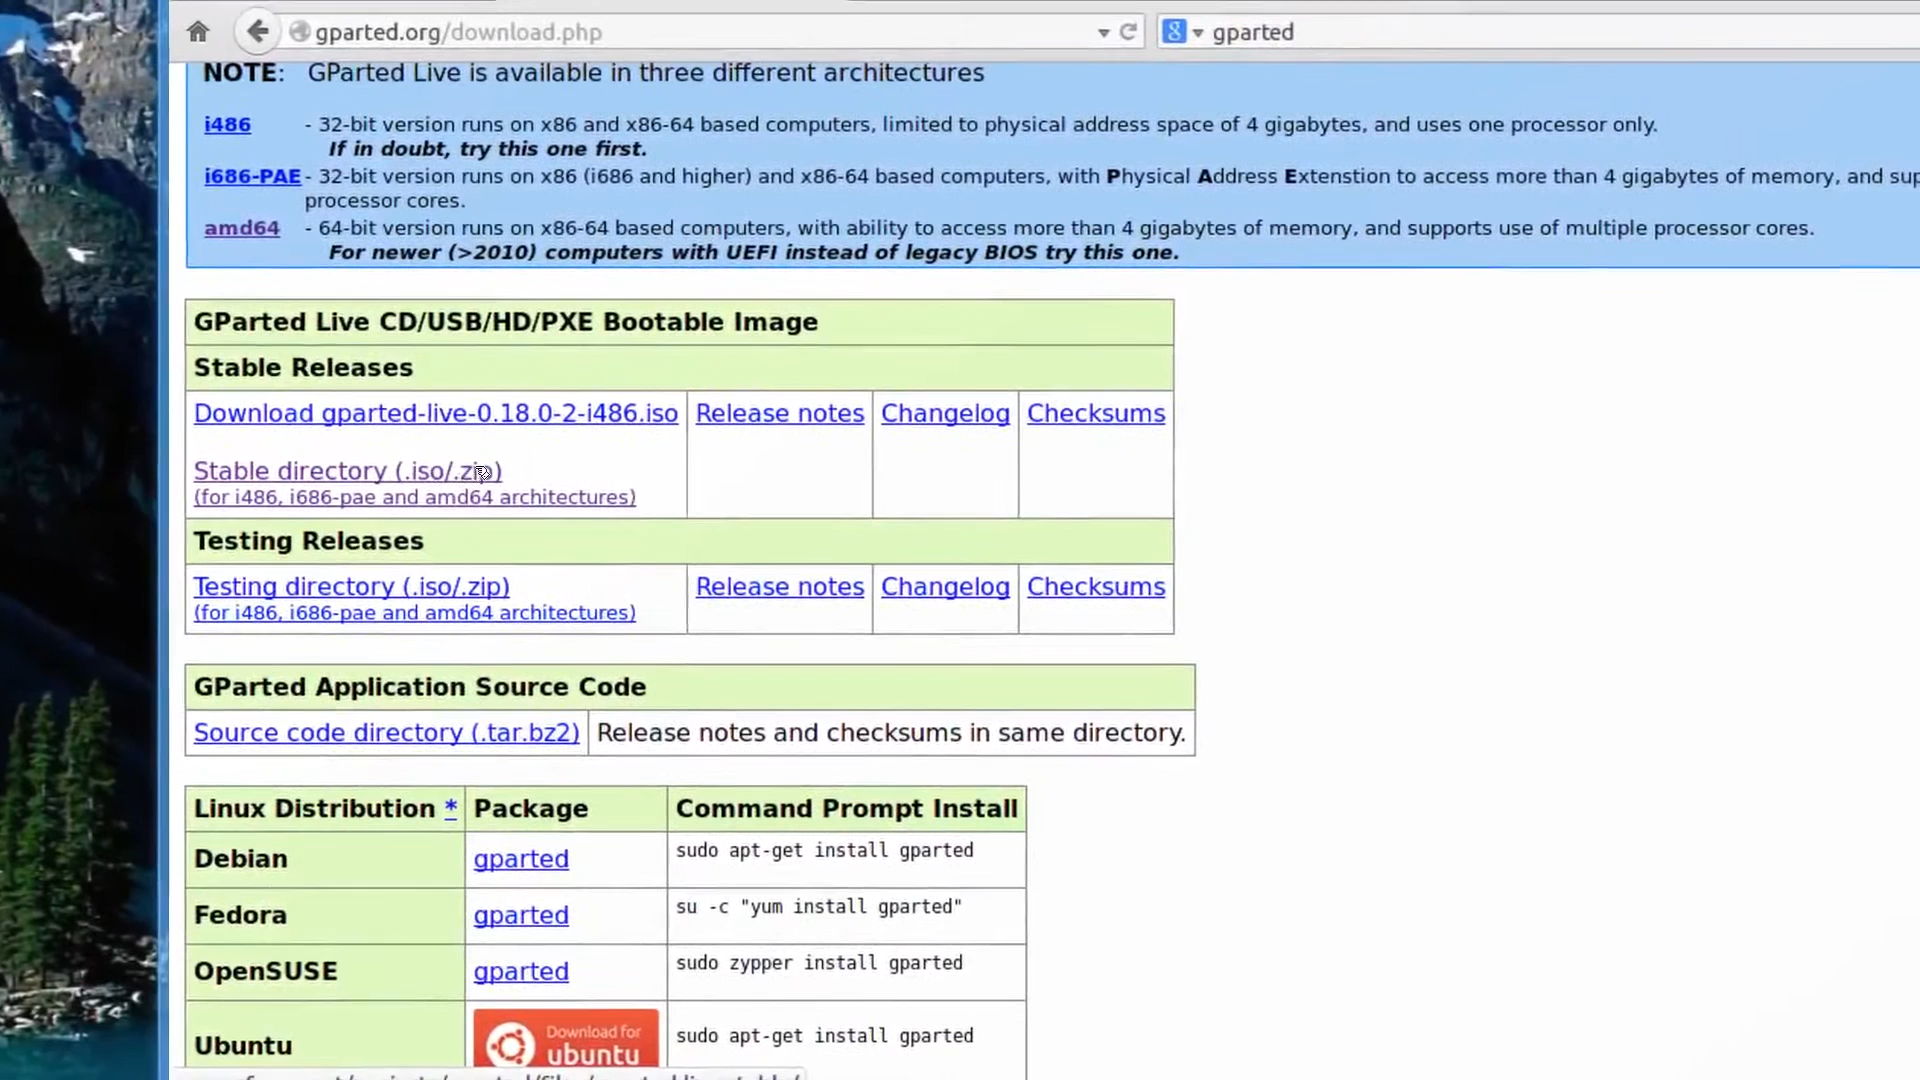 gparted.org/download.php
gparted
NOTE: GParted Live is available in three different architectures
i486 - 32-bit version runs on x86 and x86-64 based computers, limited to physical address space of 4 gigabytes, and uses one processor only.
If in doubt, try this one first.
i686-PAE - 32-bit version runs on x86 (i686 and higher) and x86-64 based computers, with Physical Address Extenstion to access more than 4 gigabytes of memory, and
processor cores.
amd64 - 64-bit version runs on x86-64 based computers, with ability to access more than 4 gigabytes of memory, and supports use of multiple processor cores.
For newer (>2010) computers with UEFI instead of legacy BIOS try this one.
GParted Live CD/USB/HD/PXE Bootable Image
Stable Releases
Download gparted-live-0.18.0-2-i486.iso Release notes Changelog Checksums
Stable directory (.iso/.zip)
(for i486, i686-pae and amd64 architectures)
Testing Releases
Testing directory (.iso/.zip) Release notes Changelog Checksums
(for i486, i686-pae and amd64 architectures)
GParted Application Source Code
Source code directory (.tar.bz2) Release notes and checksums in same directory.
Linux Distribution * Package Command Prompt Install
Debian gparted sudo apt-get install gparted
Fedora gparted su -c "yum install gparted"
OpenSUSE gparted sudo zypper install gparted
Ubuntu Download for ubuntu sudo apt-get install gparted